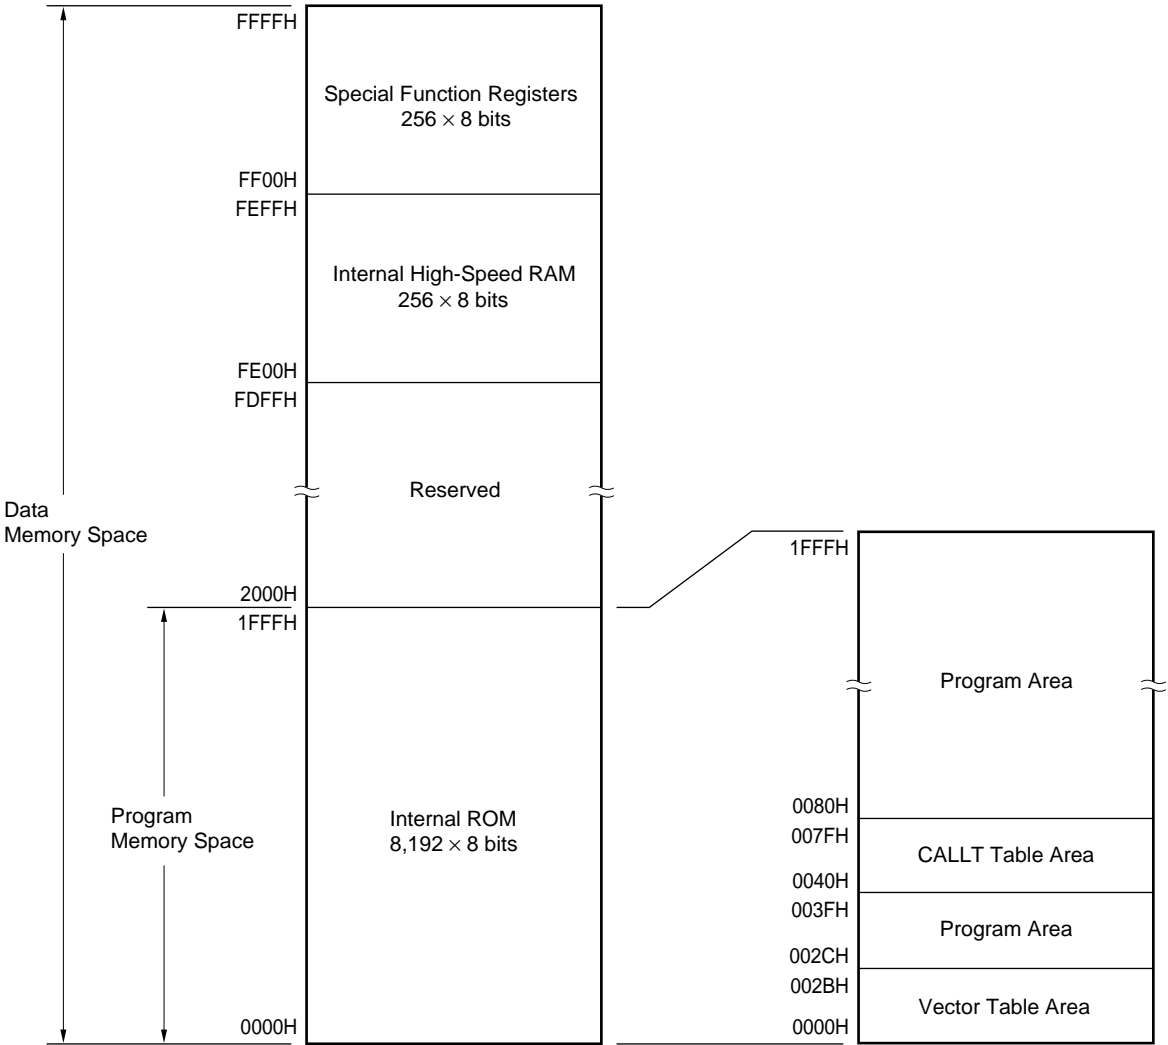 FFFFH
Special Function Registers
256 × 8 bits
FF00H
FEFFH
Internal High-Speed RAM
256 × 8 bits
FE00H
FDFFH
Reserved
Data
Memory Space
2000H
1FFFH
Program
Memory Space
Internal ROM
8,192 × 8 bits
0000H
1FFFH
Program Area
0080H
007FH
CALLT Table Area
0040H
003FH
Program Area
002CH
002BH
Vector Table Area
0000H